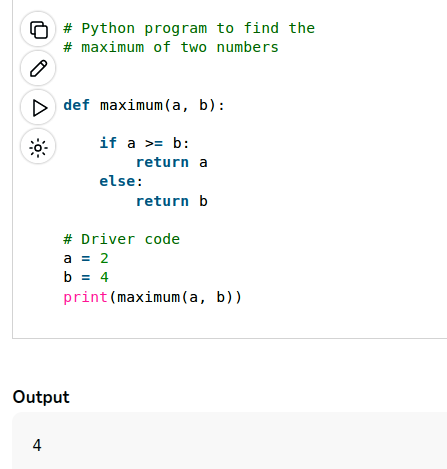 # Python program to find the
# maximum of two numbers
def maximum(a, b):
    if a >= b:
        return a
    else:
        return b
# Driver code
a = 2
b = 4
print(maximum(a, b))
Output
4